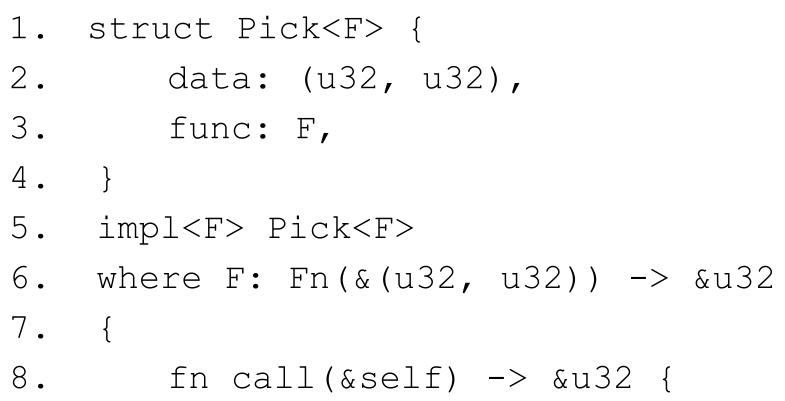 1. struct Pick<F> {
2.     data: (u32, u32),
3.     func: F,
4. }
5. impl<F> Pick<F>
6. where F: Fn(&(u32, u32)) -> &u32
7. {
8.     fn call(&self) -> &u32 {